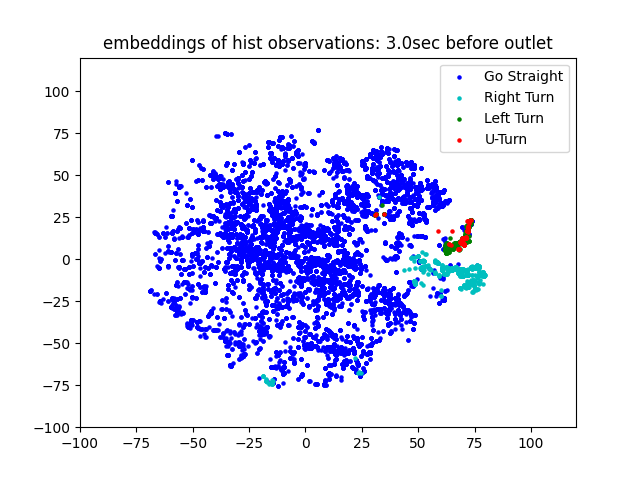 embeddings of hist observations: 3.0sec before outlet
Go Straight
Right Turn
Left Turn
U-Turn
100
75
50
25
0
−25
−50
−75
−100
−100 −75 −50 −25 0 25 50 75 100